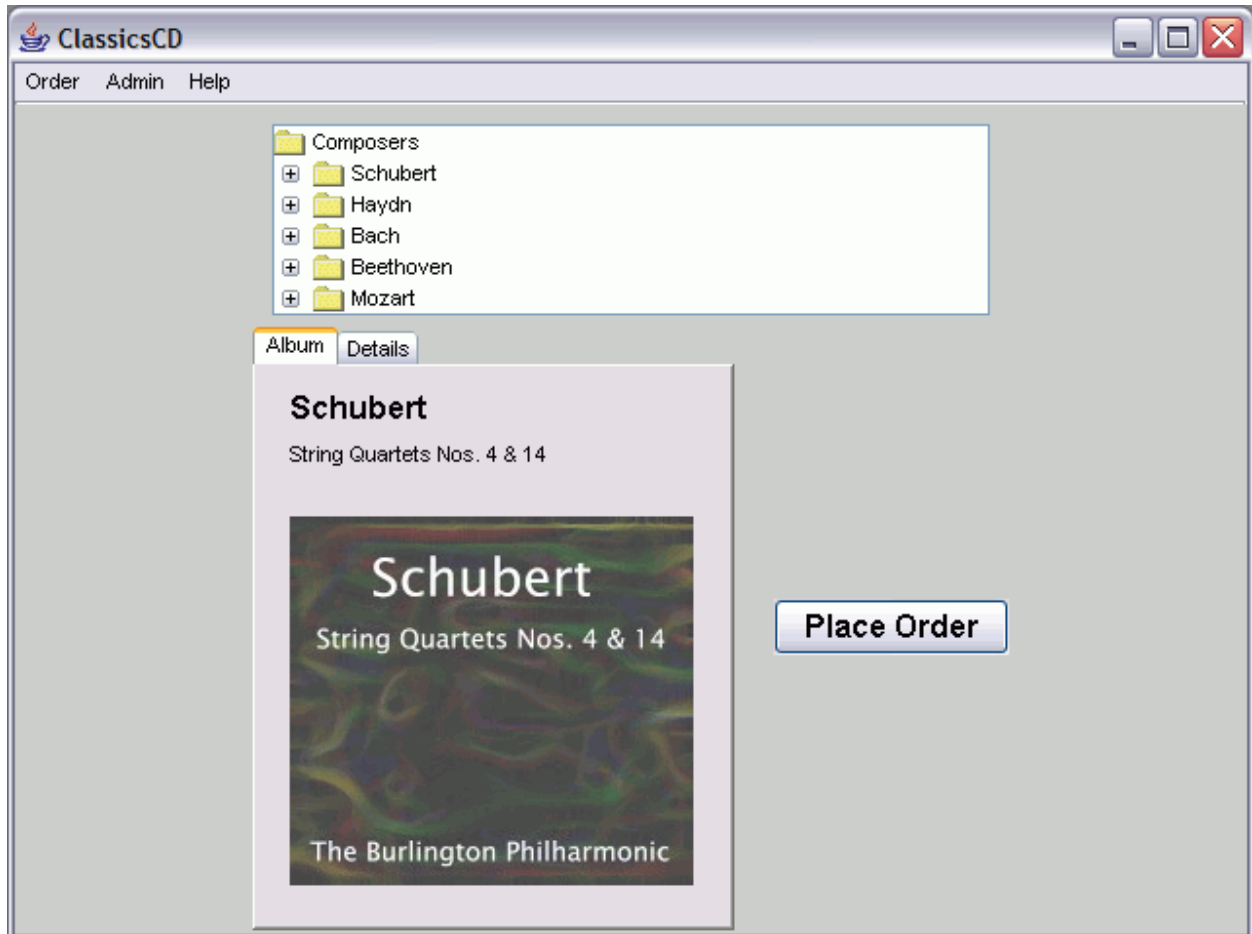 ClassicsCD
Order Admin Help
Composers
Schubert
Haydn
Bach
Beethoven
Mozart
Album Details
Schubert
String Quartets Nos. 4 & 14
Schubert
String Quartets Nos. 4 & 14
Place Order
The Burlington Philharmonic